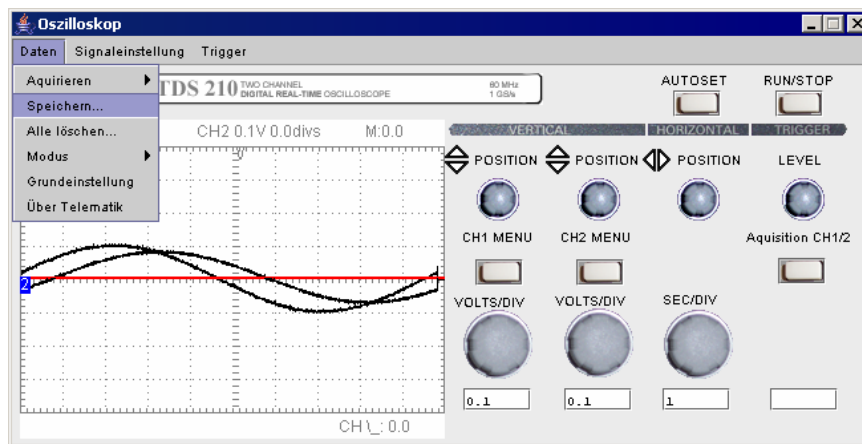 Oszilloskop
Daten Signaleinstellung Trigger
Aquirieren
Speichern...
Alle löschen...
Modus
Grundeinstellung
Über Telematik
TDS 210 TWO CHANNEL DIGITAL REAL-TIME OSCILLOSCOPE
60 MHz
1 GS/s
AUTOSET RUN/STOP
CH2 0.1V 0.0divs M:0.0
VERTICAL HORIZONTAL TRIGGER
POSITION POSITION POSITION LEVEL
CH1 MENU CH2 MENU Aquisition CH1/2
2
VOLTS/DIV VOLTS/DIV SEC/DIV
0.1 0.1 1
CH \_: 0.0